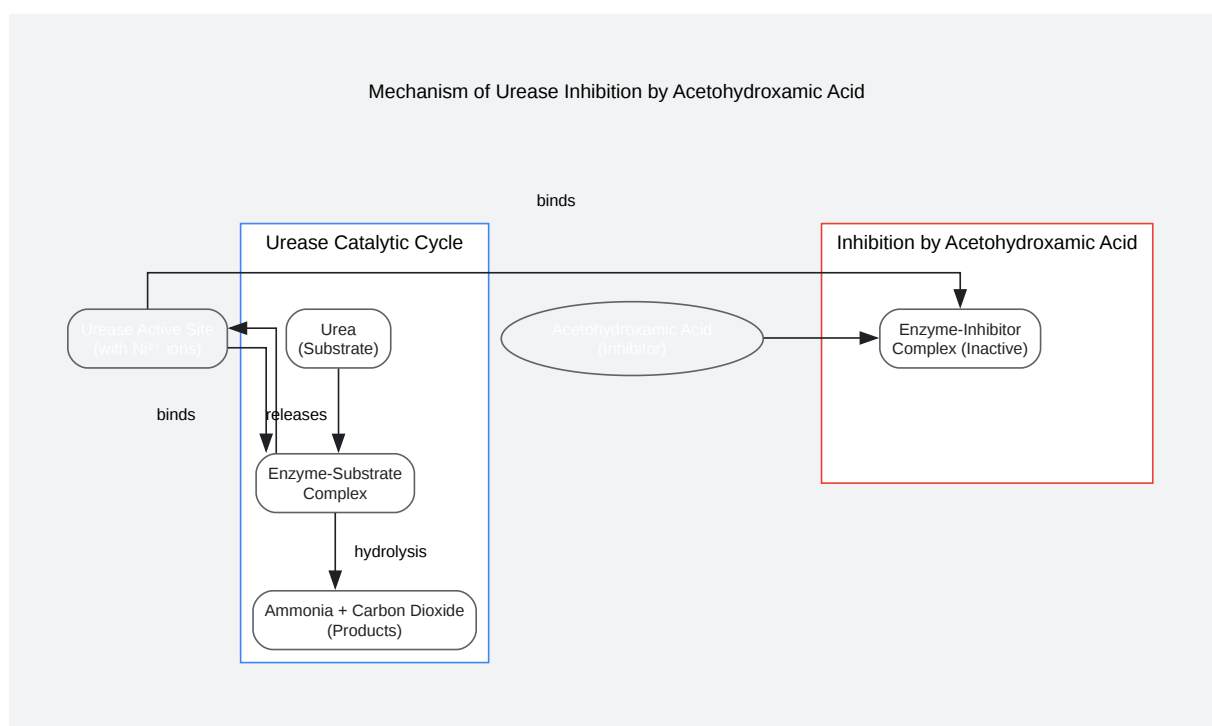 Mechanism of Urease Inhibition by Acetohydroxamic Acid
binds
Urease Catalytic Cycle
Inhibition by Acetohydroxamic Acid
Urease Active Site
(with Ni²⁺ ions)
Urea
(Substrate)
Acetohydroxamic Acid
(Inhibitor)
Enzyme-Inhibitor
Complex (Inactive)
binds
releases
Enzyme-Substrate
Complex
hydrolysis
Ammonia + Carbon Dioxide
(Products)